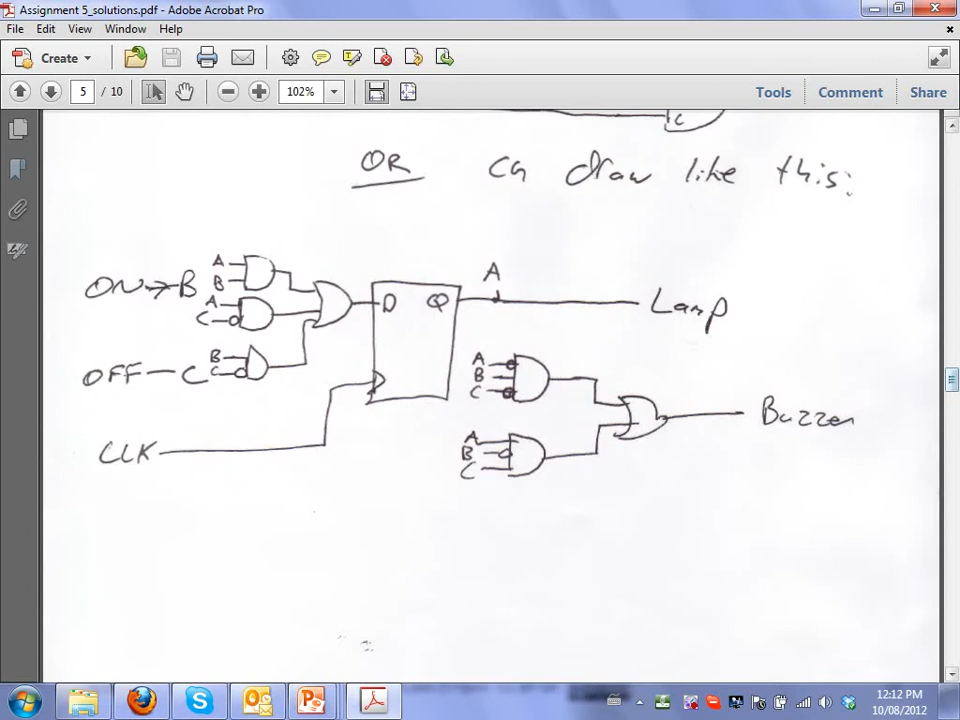 Assignment 5_solutions.pdf - Adobe Acrobat Pro
File Edit View Window Help
Create
5 / 10 102% Tools Comment Share
C
OR can draw like this:
A
B
ON → B
A
C
D Q
A
Lamp
B
C
OFF - C
CLK
A
B
C
A
B
C
Buzzer
12:12 PM
10/08/2012